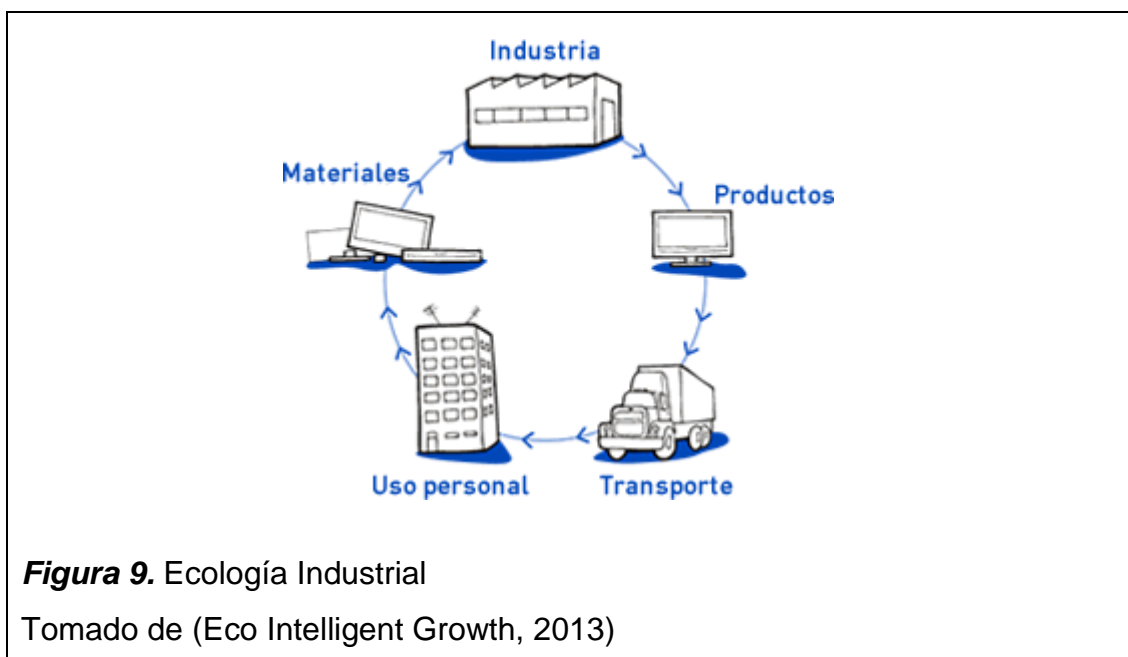 Industria
Materiales
Productos
Uso personal
Transporte
Figura 9. Ecología Industrial
Tomado de (Eco Intelligent Growth, 2013)